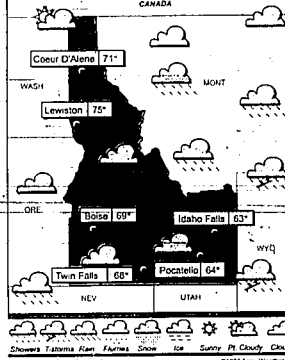 CANADA
Coeur D'Alene 71°
WASH
MONT
Lewiston 75°
ORE
Boise 69°
Idaho Falls 63°
WYO
Twin Falls 68°
Pocatello 64°
NEV
UTAH
Showers T-storms Rain Flurries Snow Ice Sunny Pt. Cloudy